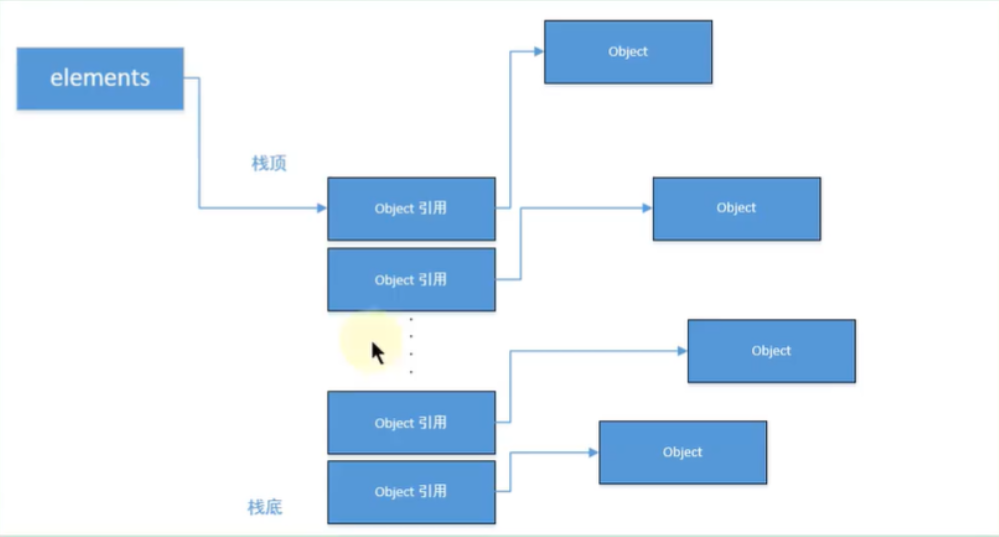 Object
elements
栈顶
Object 引用
Object
Object 引用
Object
Object 引用
Object
Object 引用
栈底